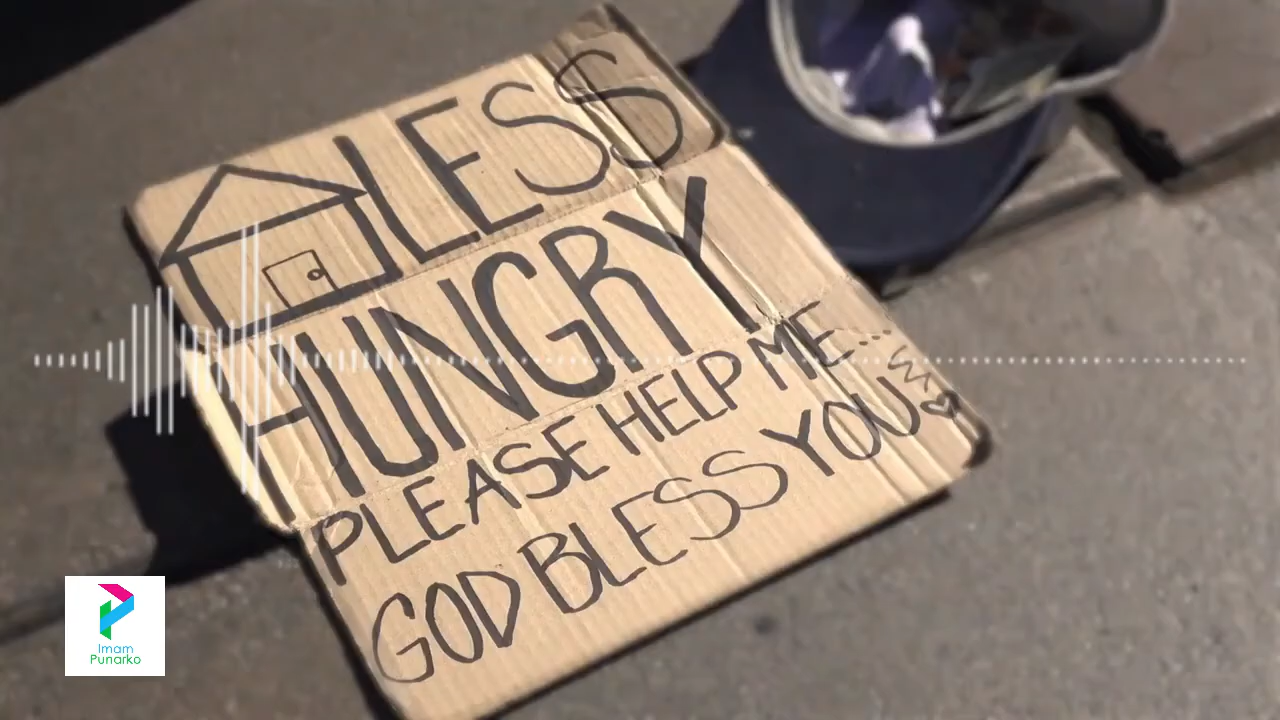 LESS
HUNGRY
PLEASE HELP ME...
GOD BLESS YOU
Imam
Punarko